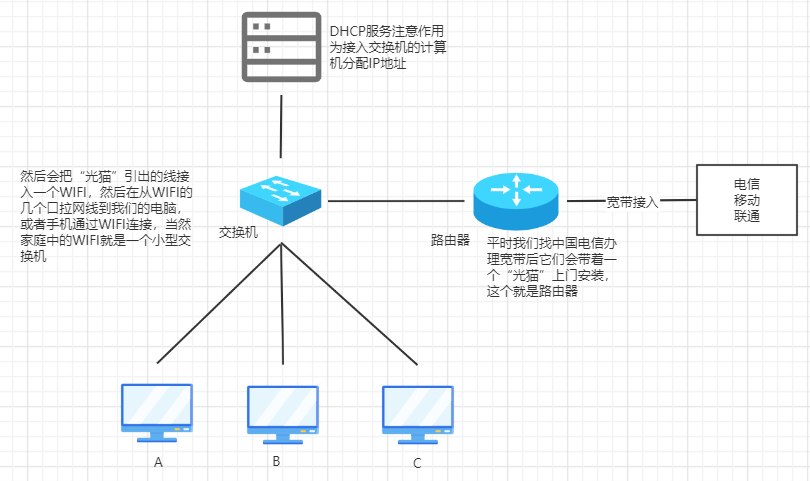 DHCP服务注意作用
为接入交换机的计算
机分配IP地址
然后会把“光猫”引出的线接
入一个WIFI，然后在从WIFI的
几个口拉网线到我们的电脑，
或者手机通过WIFI连接，当然
家庭中的WIFI就是一个小型交
换机
交换机
路由器
平时我们找中国电信办
理宽带后它们会带着一
个“光猫”上门安装，
这个就是路由器
宽带接入
电信
移动
联通
A
B
C